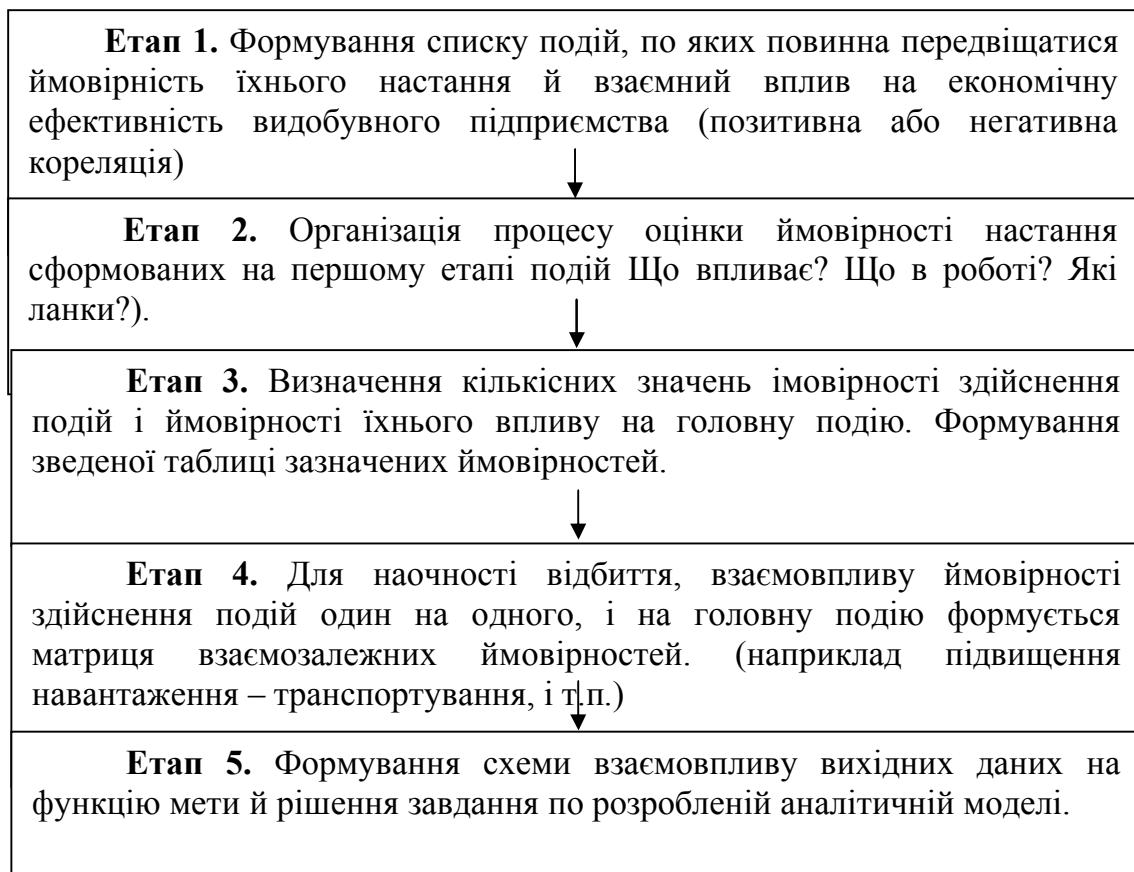 Етап 1. Формування списку подій, по яких повинна передвіщатися
ймовірність їхнього настання й взаємний вплив на економічну
ефективність видобувного підприємства (позитивна або негативна
кореляція)
Етап 2. Організація процесу оцінки ймовірності настання
сформованих на першому етапі подій Що впливає? Що в роботі? Які
ланки?).
Етап 3. Визначення кількісних значень імовірності здійснення
подій і ймовірності їхнього впливу на головну подію. Формування
зведеної таблиці зазначених ймовірностей.
Етап 4. Для наочності відбиття, взаємовпливу ймовірності
здійснення подій один на одного, і на головну подію формується
матриця взаємозалежних ймовірностей. (наприклад підвищення
навантаження – транспортування, і т.п.)
Етап 5. Формування схеми взаємовпливу вихідних даних на
функцію мети й рішення завдання по розробленій аналітичній моделі.